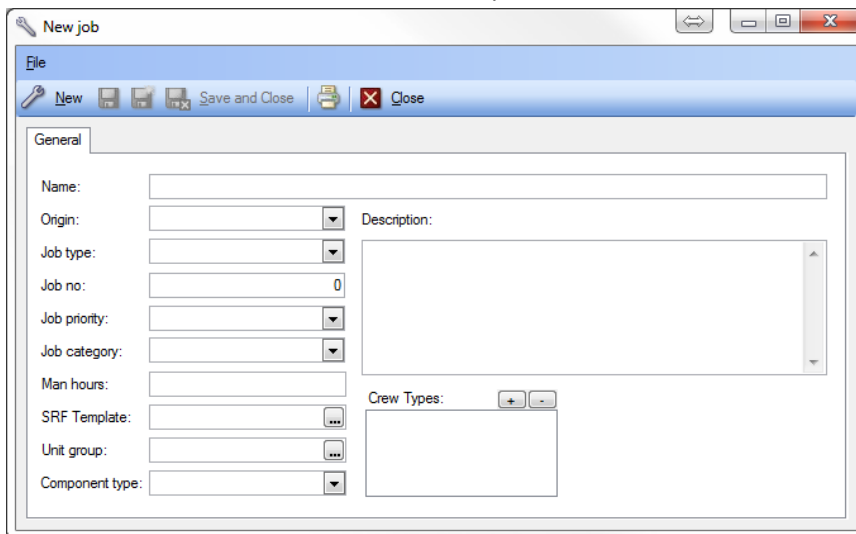 New job
File
New Save and Close Close
General
Name:
Origin: Description:
Job type:
Job no: 0
Job priority:
Job category:
Man hours:
Crew Types: + -
SRF Template: ...
Unit group: ...
Component type: